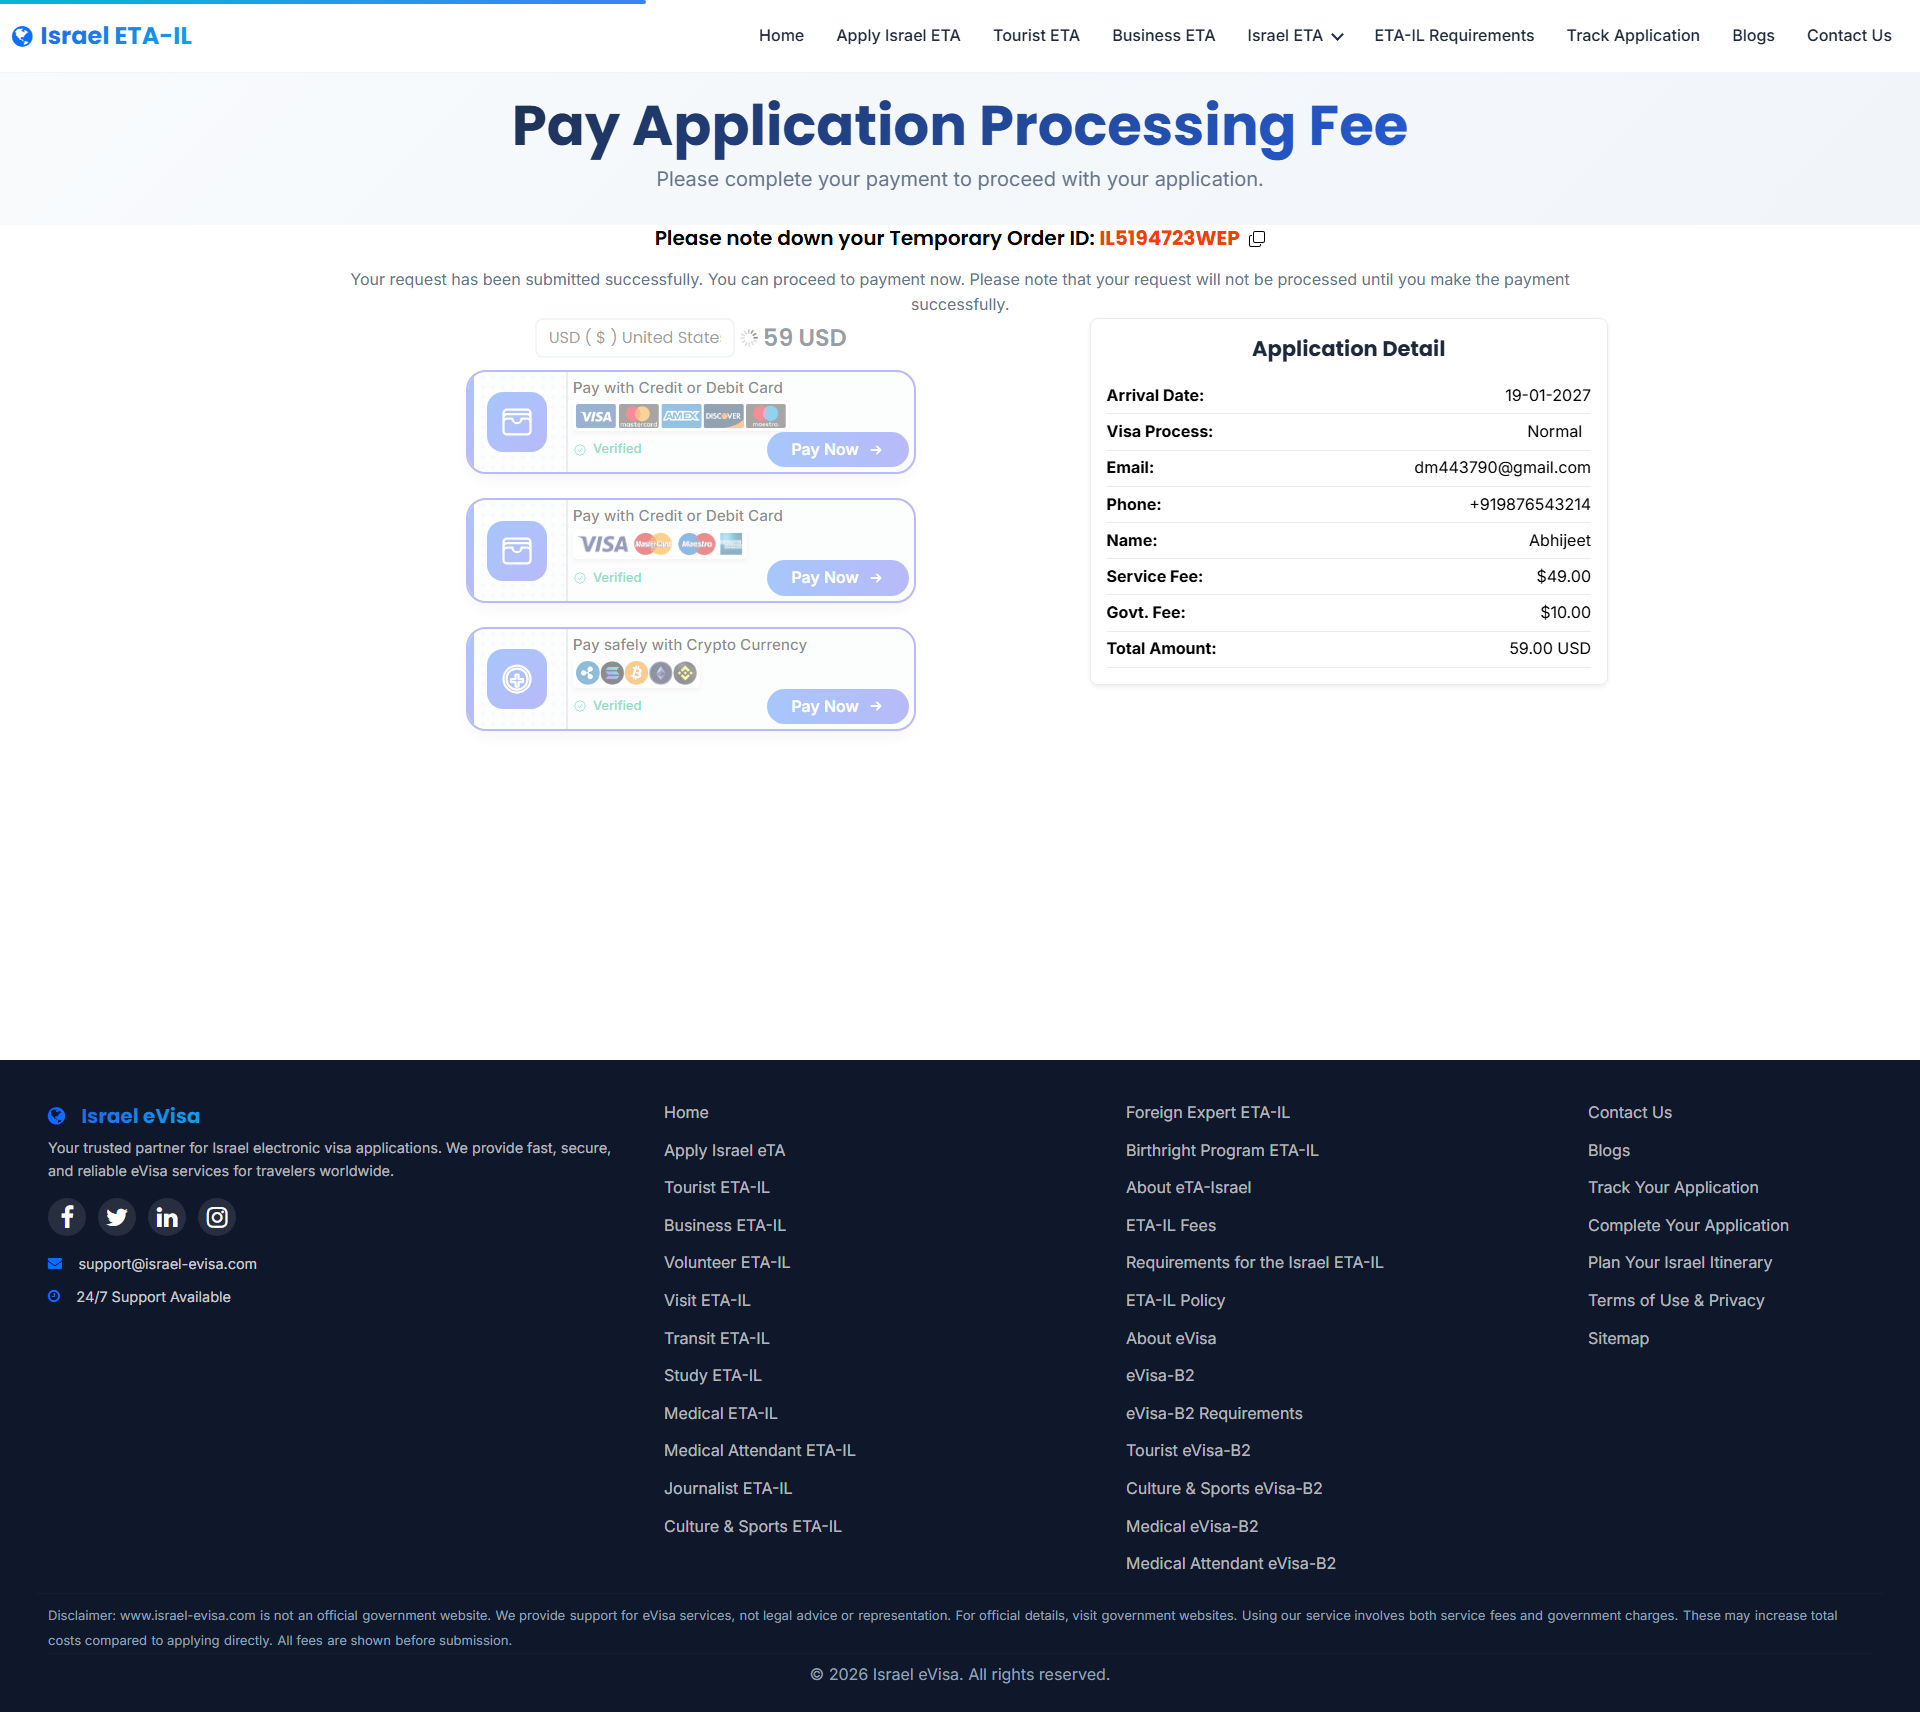 Israel ETA-IL
Home Apply Israel ETA Tourist ETA Business ETA Israel ETA ETA-IL Requirements Track Application Blogs Contact Us
Pay Application Processing Fee
Please complete your payment to proceed with your application.
Please note down your Temporary Order ID: IL5194723WEP
Your request has been submitted successfully. You can proceed to payment now. Please note that your request will not be processed until you make the payment
successfully.
USD ( $ ) United State 59 USD
Pay with Credit or Debit Card
VISA mastercard AMEX DISCOVER maestro
Verified
Pay Now
Pay with Credit or Debit Card
VISA MasterCard Maestro
Verified
Pay Now
Pay safely with Crypto Currency
Verified
Pay Now
Application Detail
Arrival Date: 19-01-2027
Visa Process: Normal
Email: dm443790@gmail.com
Phone: +919876543214
Name: Abhijeet
Service Fee: $49.00
Govt. Fee: $10.00
Total Amount: 59.00 USD
Israel eVisa
Your trusted partner for Israel electronic visa applications. We provide fast, secure,
and reliable eVisa services for travelers worldwide.
support@israel-evisa.com
24/7 Support Available
Home
Apply Israel eTA
Tourist ETA-IL
Business ETA-IL
Volunteer ETA-IL
Visit ETA-IL
Transit ETA-IL
Study ETA-IL
Medical ETA-IL
Medical Attendant ETA-IL
Journalist ETA-IL
Culture & Sports ETA-IL
Foreign Expert ETA-IL
Birthright Program ETA-IL
About eTA-Israel
ETA-IL Fees
Requirements for the Israel ETA-IL
ETA-IL Policy
About eVisa
eVisa-B2
eVisa-B2 Requirements
Tourist eVisa-B2
Culture & Sports eVisa-B2
Medical eVisa-B2
Medical Attendant eVisa-B2
Contact Us
Blogs
Track Your Application
Complete Your Application
Plan Your Israel Itinerary
Terms of Use & Privacy
Sitemap
Disclaimer: www.israel-evisa.com is not an official government website. We provide support for eVisa services, not legal advice or representation. For official details, visit government websites. Using our service involves both service fees and government charges. These may increase total
costs compared to applying directly. All fees are shown before submission.
© 2026 Israel eVisa. All rights reserved.